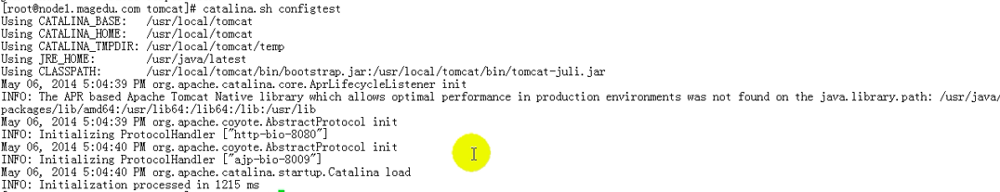 [root@node1.magedu.com tomcat]# catalina.sh configtest
Using CATALINA_BASE:   /usr/local/tomcat
Using CATALINA_HOME:   /usr/local/tomcat
Using CATALINA_TMPDIR: /usr/local/tomcat/temp
Using JRE_HOME:        /usr/java/latest
Using CLASSPATH:       /usr/local/tomcat/bin/bootstrap.jar:/usr/local/tomcat/bin/tomcat-juli.jar
May 06, 2014 5:04:39 PM org.apache.catalina.core.AprLifecycleListener init
INFO: The APR based Apache Tomcat Native library which allows optimal performance in production environments was not found on the java.library.path: /usr/java/
packages/lib/amd64:/usr/lib64:/lib64:/lib:/usr/lib
May 06, 2014 5:04:39 PM org.apache.coyote.AbstractProtocol init
INFO: Initializing ProtocolHandler ["http-bio-8080"]
May 06, 2014 5:04:40 PM org.apache.coyote.AbstractProtocol init
INFO: Initializing ProtocolHandler ["ajp-bio-8009"]
May 06, 2014 5:04:40 PM org.apache.catalina.startup.Catalina load
INFO: Initialization processed in 1215 ms